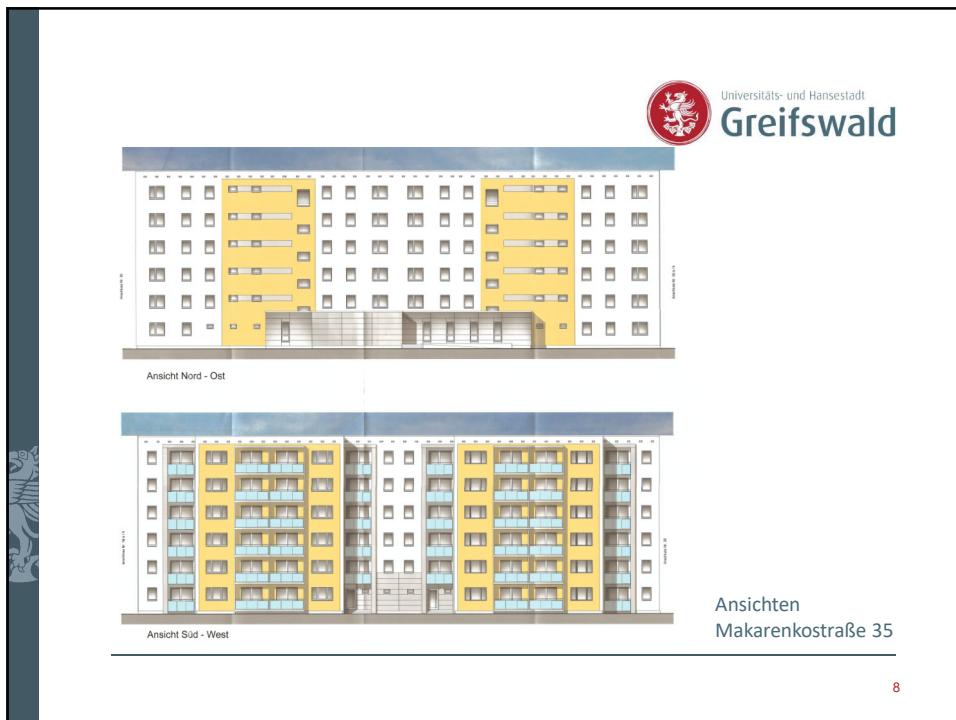 Universitäts- und Hansestadt
Greifswald
Ansicht Nord - Ost
Ansicht Süd - West
Ansichten
Makarenkostraße 35
8